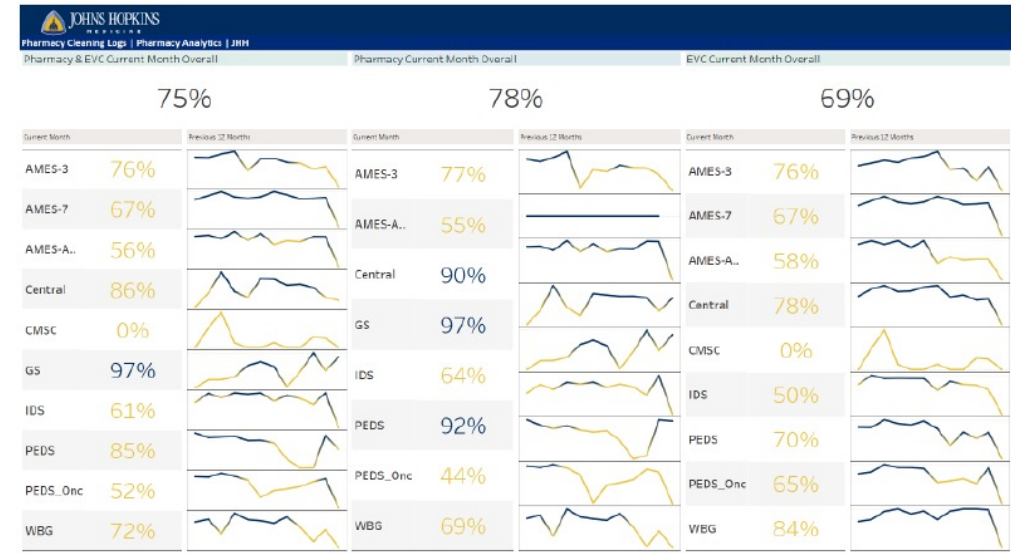 JOHNS HOPKINS
MEDICINE
Pharmacy Cleaning Logs | Pharmacy Analytics | JHH
Pharmacy & EVC Current Month Overall
75%
Current Month Previous 12 Months
AMES-3 76%
AMES-7 67%
AMES-A.. 56%
Central 86%
CMSC 0%
GS 97%
IDS 61%
PEDS 85%
PEDS_Onc 52%
WBG 72%
Pharmacy Current Month Overall
78%
Current Month Previous 12 Months
AMES-3 77%
AMES-A.. 55%
Central 90%
GS 97%
IDS 64%
PEDS 92%
PEDS_Onc 44%
WBG 69%
EVC Current Month Overall
69%
Current Month Previous 12 Months
AMES-3 76%
AMES-7 67%
AMES-A.. 58%
Central 78%
CMSC 0%
IDS 50%
PEDS 70%
PEDS_Onc 65%
WBG 84%